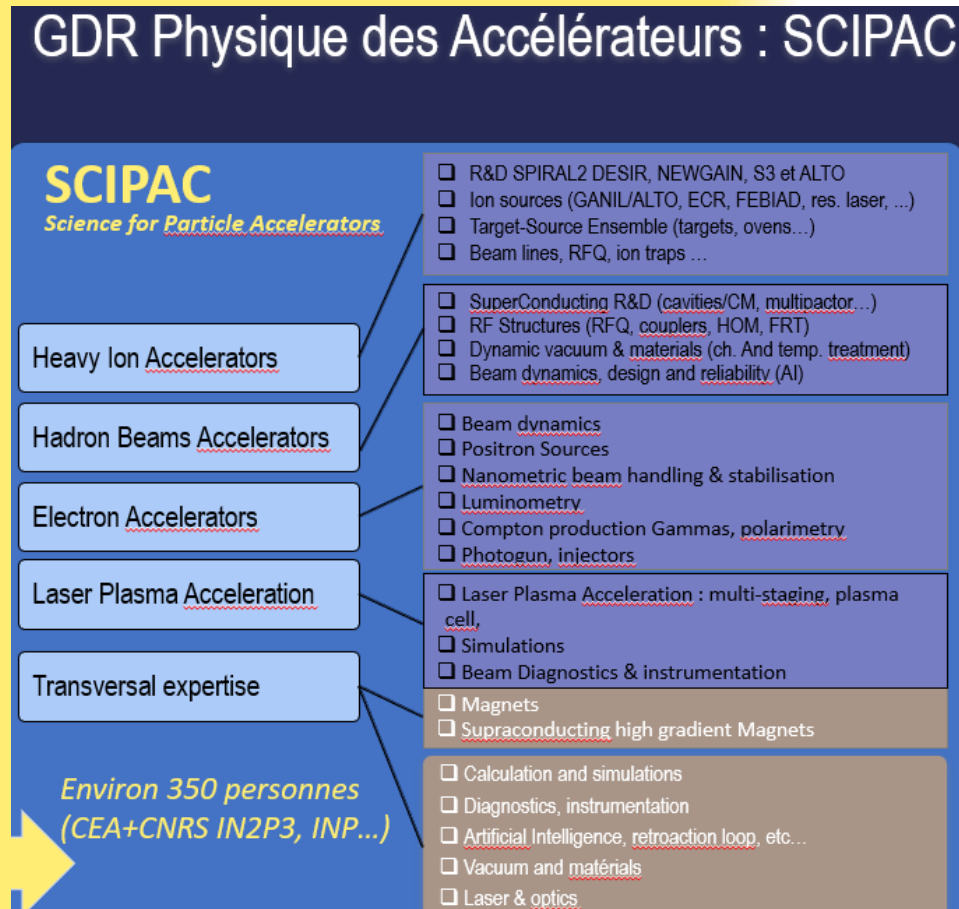 GDR Physique des Accélérateurs : SCIPAC
SCIPAC
Science for Particle Accelerators
Heavy Ion Accelerators
Hadron Beams Accelerators
Electron Accelerators
Laser Plasma Acceleration
Transversal expertise
Environ 350 personnes
(CEA+CNRS IN2P3, INP...)
❑ R&D SPIRAL2 DESIR, NEWGAIN, S3 et ALTO
❑ Ion sources (GANIL/ALTO, ECR, FEBIAD, res. laser, ...)
❑ Target-Source Ensemble (targets, ovens…)
❑ Beam lines, RFQ, ion traps …
❑ SuperConducting R&D (cavities/CM, multipactor…)
❑ RF Structures (RFQ, couplers, HOM, FRT)
❑ Dynamic vacuum & materials (ch. And temp. treatment)
❑ Beam dynamics, design and reliability (AI)
❑ Beam dynamics
❑ Positron Sources
❑ Nanometric beam handling & stabilisation
❑ Luminometry
❑ Compton production Gammas, polarimetry
❑ Photogun, injectors
❑ Laser Plasma Acceleration : multi-staging, plasma
cell,
❑ Simulations
❑ Beam Diagnostics & instrumentation
❑ Magnets
❑ Supraconducting high gradient Magnets
❑ Calculation and simulations
❑ Diagnostics, instrumentation
❑ Artificial Intelligence, retroaction loop, etc…
❑ Vacuum and matérials
❑ Laser & optics